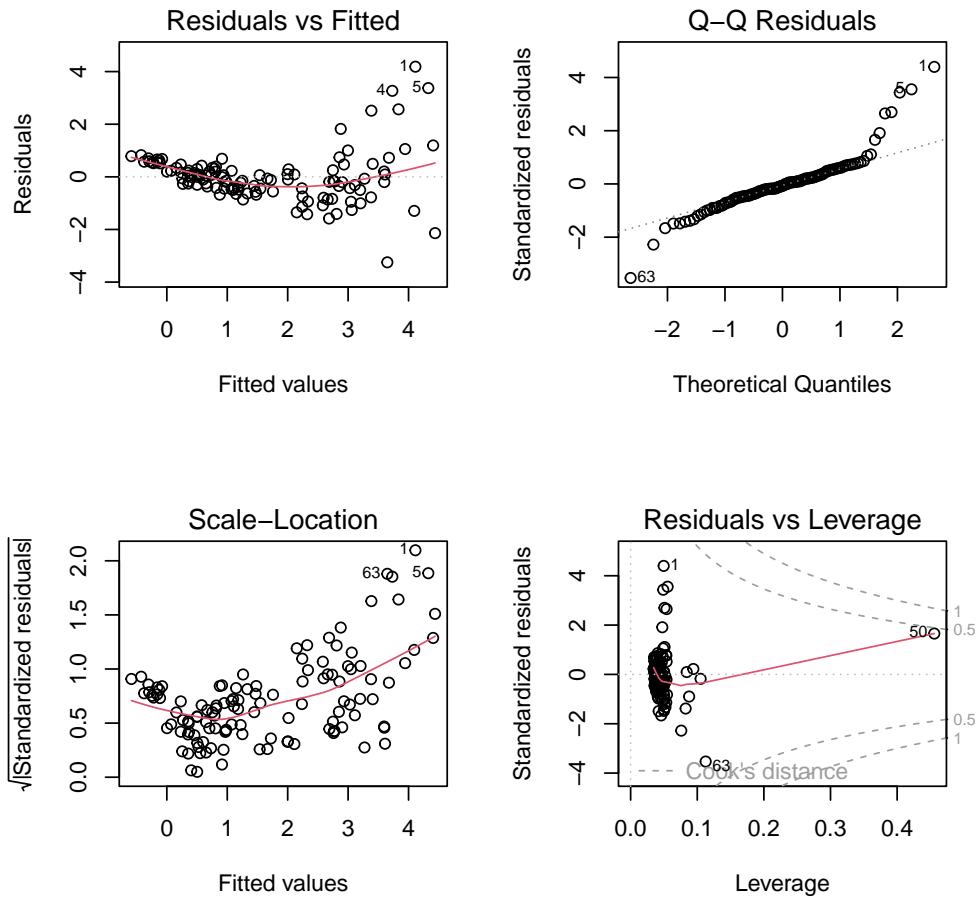 Residuals vs Fitted
Residuals
4
2
0
−2
−4
0 1 2 3 4
Fitted values
1
4
5
Q−Q Residuals
Standardized residuals
4
2
0
−2
−2 −1 0 1 2
Theoretical Quantiles
1
5
63
Scale−Location
√|Standardized residuals|
2.0
1.5
1.0
0.5
0.0
0 1 2 3 4
Fitted values
1
63
5
Residuals vs Leverage
Standardized residuals
4
2
0
−2
−4
0.0 0.1 0.2 0.3 0.4
Leverage
1
50
63
1
0.5
0.5
1
Cook's distance